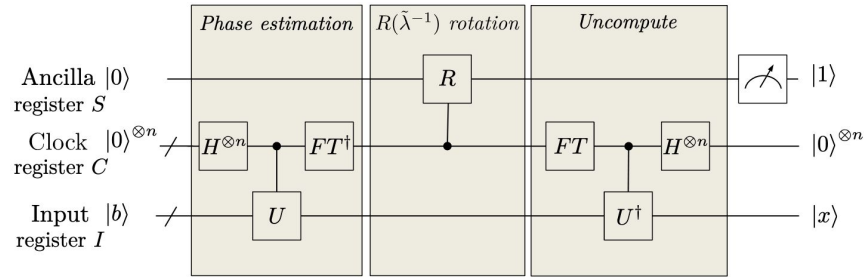 Phase estimation R(λ̃⁻¹) rotation Uncompute
Ancilla |0⟩ R |1⟩
register S
Clock |0⟩⊗n H⊗n FT† FT H⊗n |0⟩⊗n
register C
Input |b⟩ U U† |x⟩
register I